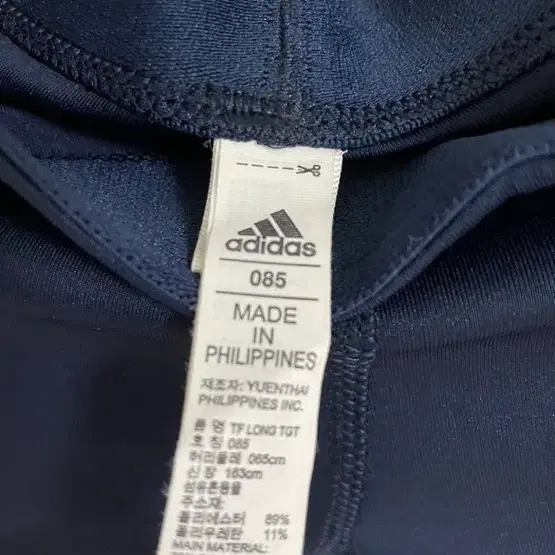 adidas
085
MADE
IN
PHILIPPINES
제조자: YUENTHAI
PHILIPPINES INC.
품 명 TF LONG TGT
호 칭 085
허리둘레 065cm
신 장 163cm
섬유혼용율
주소재:
폴리에스터 89%
폴리우레탄 11%
MAIN MATERIAL: